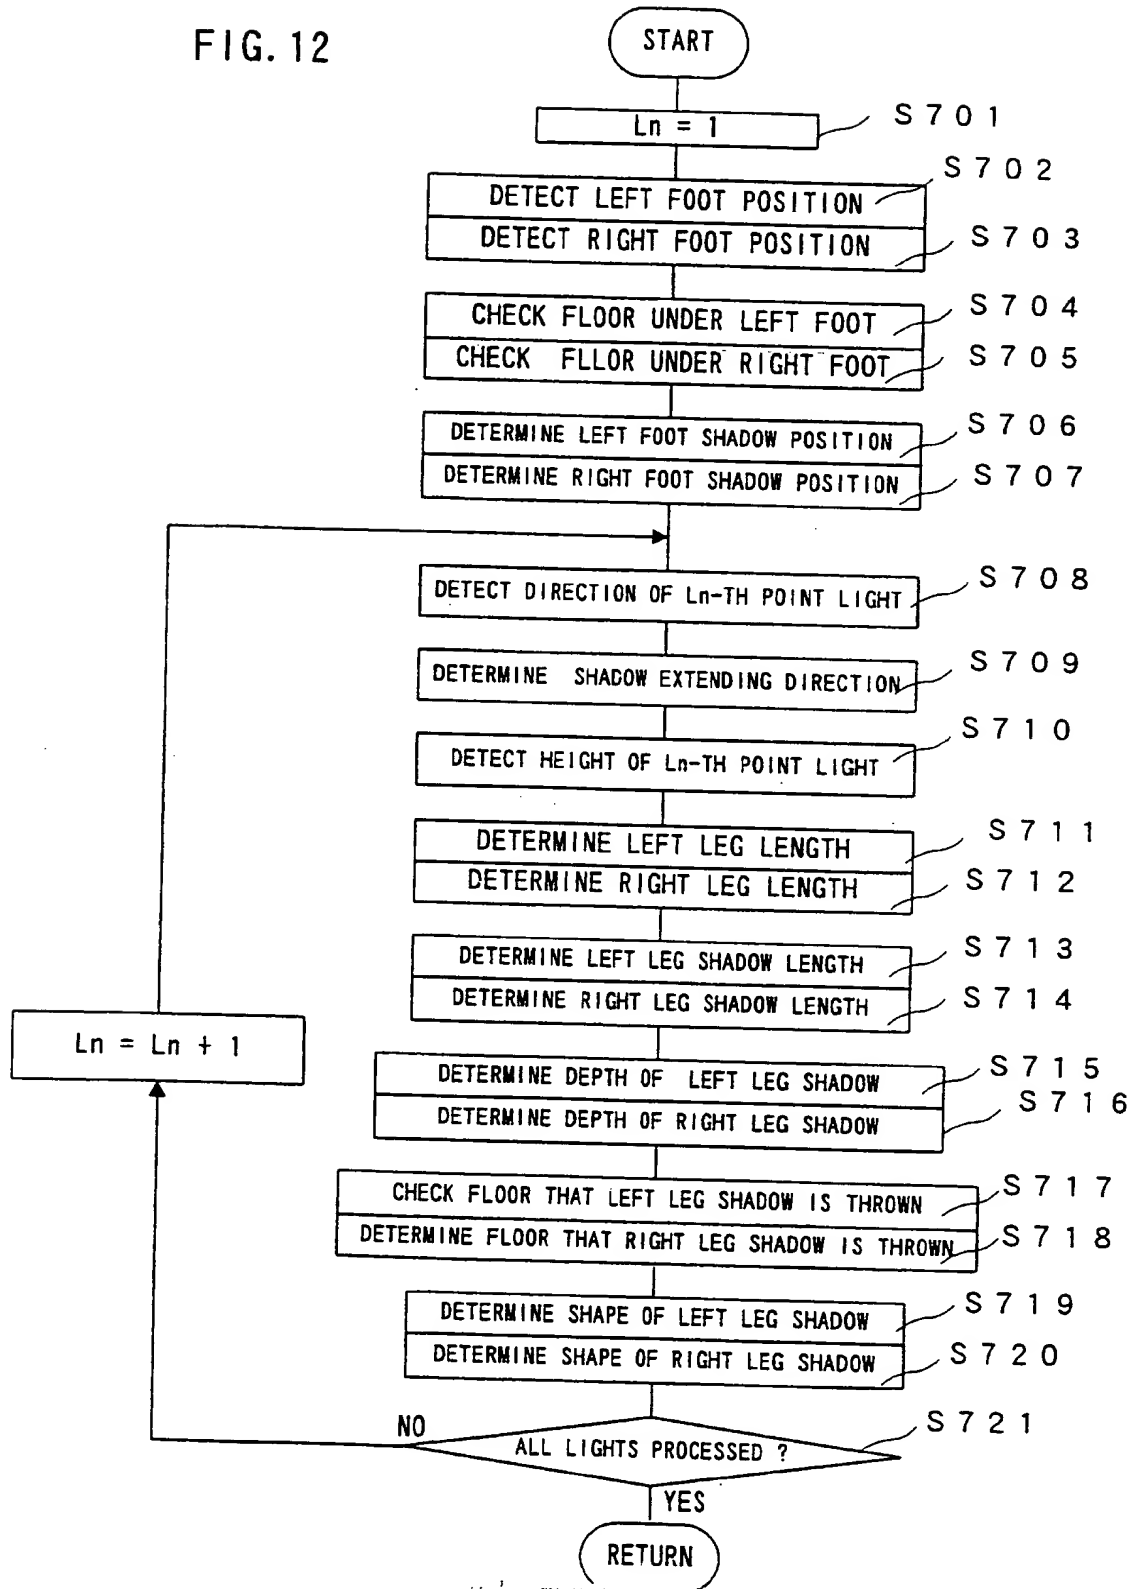 FIG. 12
START
Ln = 1
S701
DETECT LEFT FOOT POSITION
S702
DETECT RIGHT FOOT POSITION
S703
CHECK FLOOR UNDER LEFT FOOT
S704
CHECK FLLOR UNDER RIGHT FOOT
S705
DETERMINE LEFT FOOT SHADOW POSITION
S706
DETERMINE RIGHT FOOT SHADOW POSITION
S707
DETECT DIRECTION OF Ln-TH POINT LIGHT
S708
DETERMINE SHADOW EXTENDING DIRECTION
S709
DETECT HEIGHT OF Ln-TH POINT LIGHT
S710
DETERMINE LEFT LEG LENGTH
S711
DETERMINE RIGHT LEG LENGTH
S712
DETERMINE LEFT LEG SHADOW LENGTH
S713
DETERMINE RIGHT LEG SHADOW LENGTH
S714
Ln = Ln + 1
DETERMINE DEPTH OF LEFT LEG SHADOW
S715
DETERMINE DEPTH OF RIGHT LEG SHADOW
S716
CHECK FLOOR THAT LEFT LEG SHADOW IS THROWN
S717
DETERMINE FLOOR THAT RIGHT LEG SHADOW IS THROWN
S718
DETERMINE SHAPE OF LEFT LEG SHADOW
S719
DETERMINE SHAPE OF RIGHT LEG SHADOW
S720
NO
ALL LIGHTS PROCESSED ?
S721
YES
RETURN